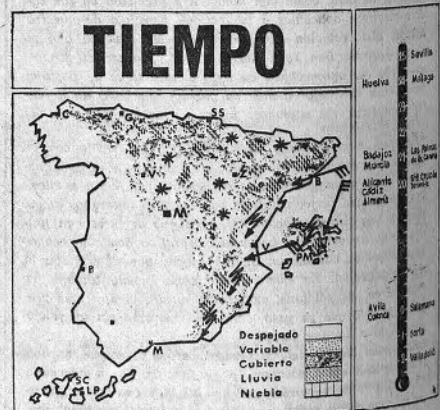 TIEMPO
C
G
SS
V
Z
B
M
V
PM
B
M
SC
LP
Despejado
Variable
Cubierto
Lluvia
Niebla
Sevilla
Huelva
Málaga
Badajoz
Murcia
Las Palmas
Alicante
Cádiz
Almería
Avila
Cuenca
Salamanca
Soria
Valladolid